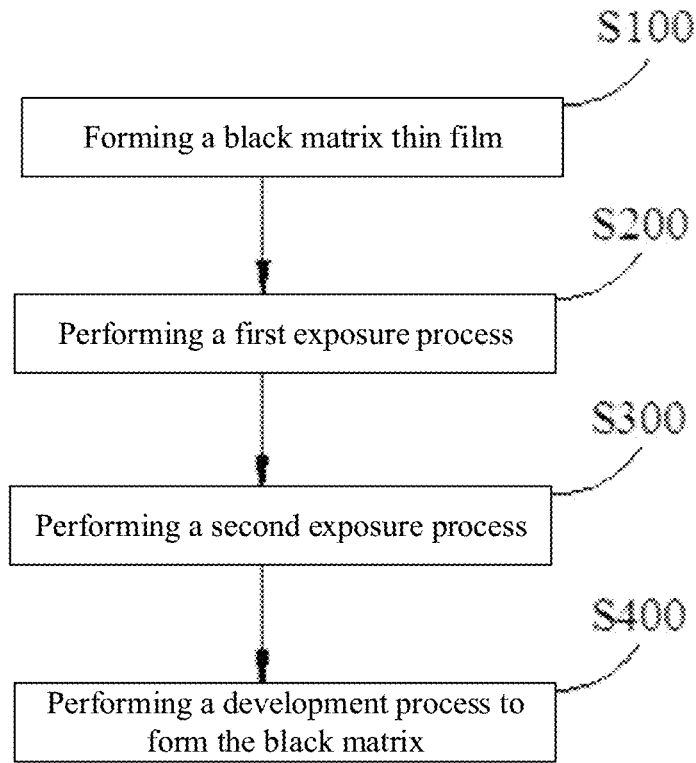 S100
Forming a black matrix thin film
S200
Performing a first exposure process
S300
Performing a second exposure process
S400
Performing a development process to
form the black matrix